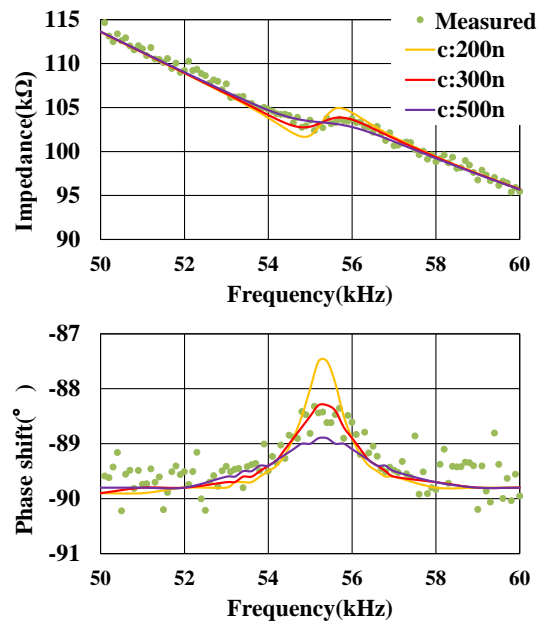 Measured
c:200n
c:300n
c:500n
Impedance(kΩ)
115
110
105
100
95
90
50 52 54 56 58 60
Frequency(kHz)
Phase shift(° )
-87
-88
-89
-90
-91
50 52 54 56 58 60
Frequency(kHz)